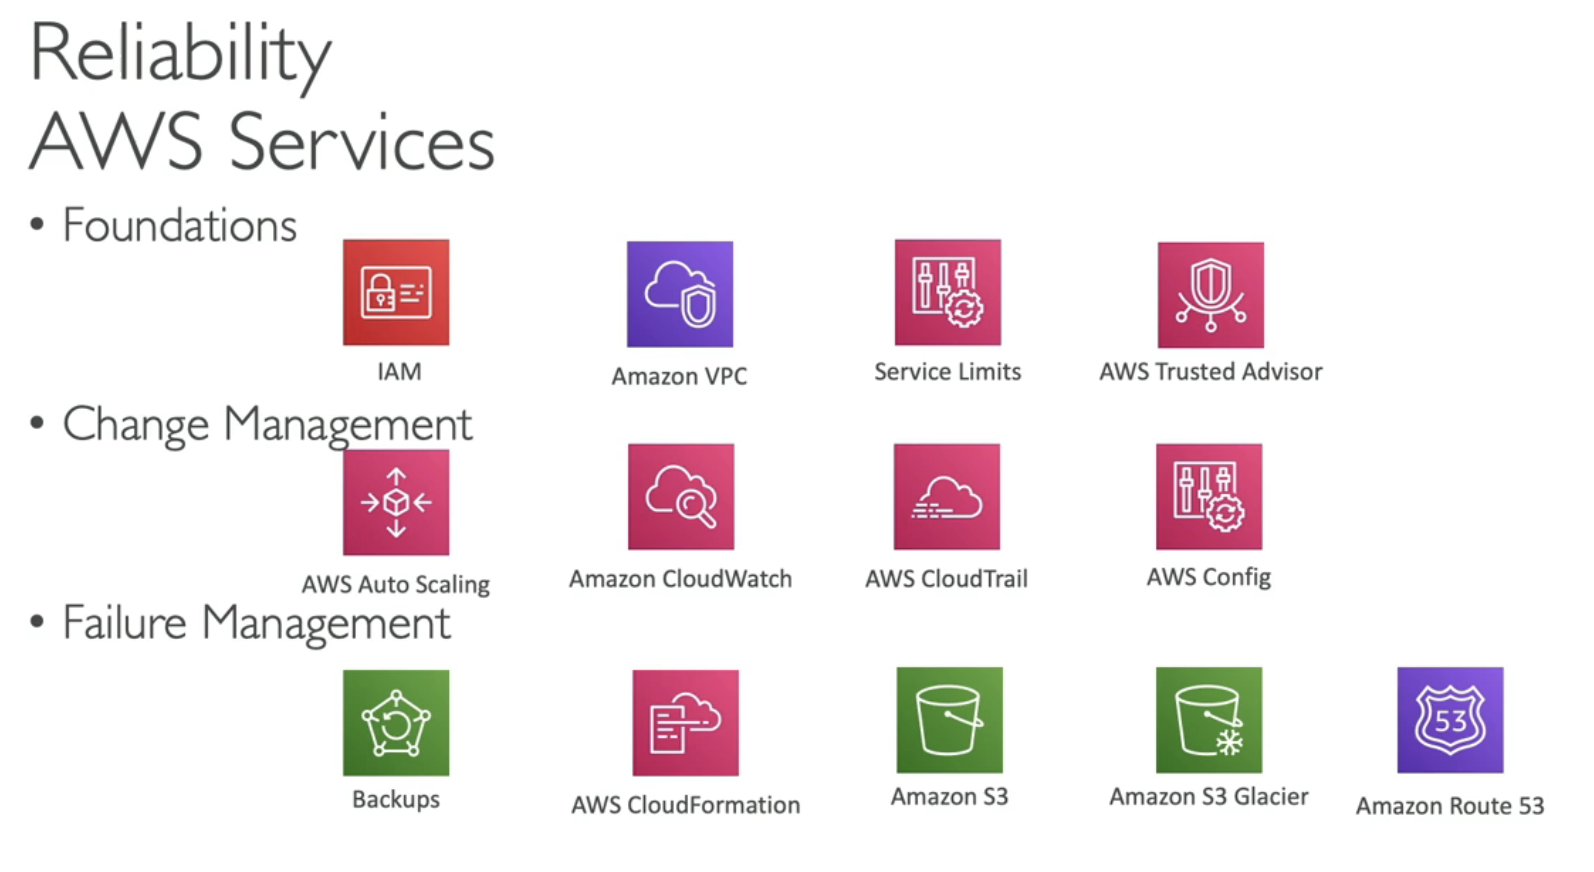 Reliability
AWS Services
• Foundations
IAM
Amazon VPC
Service Limits
AWS Trusted Advisor
• Change Management
AWS Auto Scaling
Amazon CloudWatch
AWS CloudTrail
AWS Config
• Failure Management
Backups
AWS CloudFormation
Amazon S3
Amazon S3 Glacier
53
Amazon Route 53